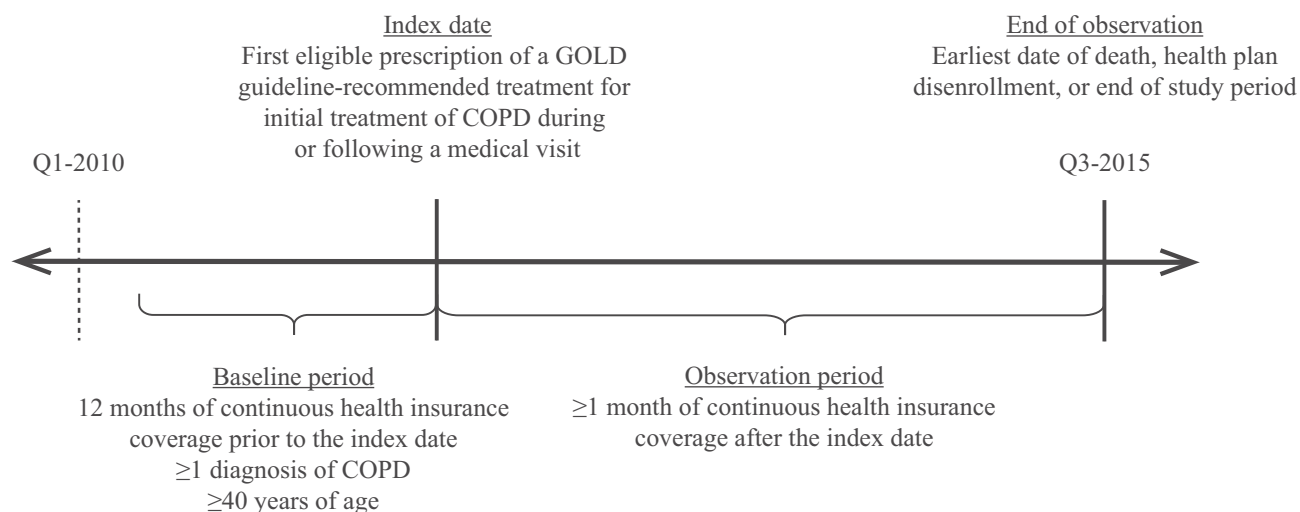 Index date
First eligible prescription of a GOLD
guideline-recommended treatment for
initial treatment of COPD during
or following a medical visit
End of observation
Earliest date of death, health plan
disenrollment, or end of study period
Q1-2010
Q3-2015
Baseline period
12 months of continuous health insurance
coverage prior to the index date
≥1 diagnosis of COPD
≥40 years of age
Observation period
≥1 month of continuous health insurance
coverage after the index date